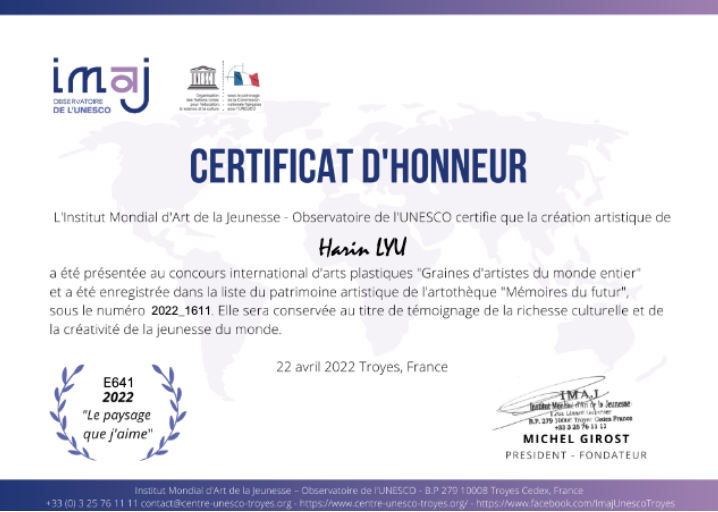 imaj
OBSERVATOIRE
DE L'UNESCO
Organisation
des Nations Unies
pour l'éducation,
la science et la culture
sous le patronage
de la Commission
nationale française
pour l'UNESCO
CERTIFICAT D'HONNEUR
L'Institut Mondial d'Art de la Jeunesse - Observatoire de l'UNESCO certifie que la création artistique de
Harin LYU
a été présentée au concours international d'arts plastiques "Graines d'artistes du monde entier"
et a été enregistrée dans la liste du patrimoine artistique de l'artothèque "Mémoires du futur",
sous le numéro 2022_1611. Elle sera conservée au titre de témoignage de la richesse culturelle et de
la créativité de la jeunesse du monde.
22 avril 2022 Troyes, France
E641
2022
"Le paysage
que j'aime"
IMAJ
Institut Mondial d'Art de la Jeunesse
B.P. 279 10008 Troyes Cedex France
+33 3 25 76 11 11
MICHEL GIROST
PRESIDENT - FONDATEUR
Institut Mondial d'Art de la Jeunesse – Observatoire de l'UNESCO - B.P 279 10008 Troyes Cedex, France
+33 (0) 3 25 76 11 11 contact@centre-unesco-troyes.org - https://www.centre-unesco-troyes.org/ - https://www.facebook.com/ImajUnescoTroyes